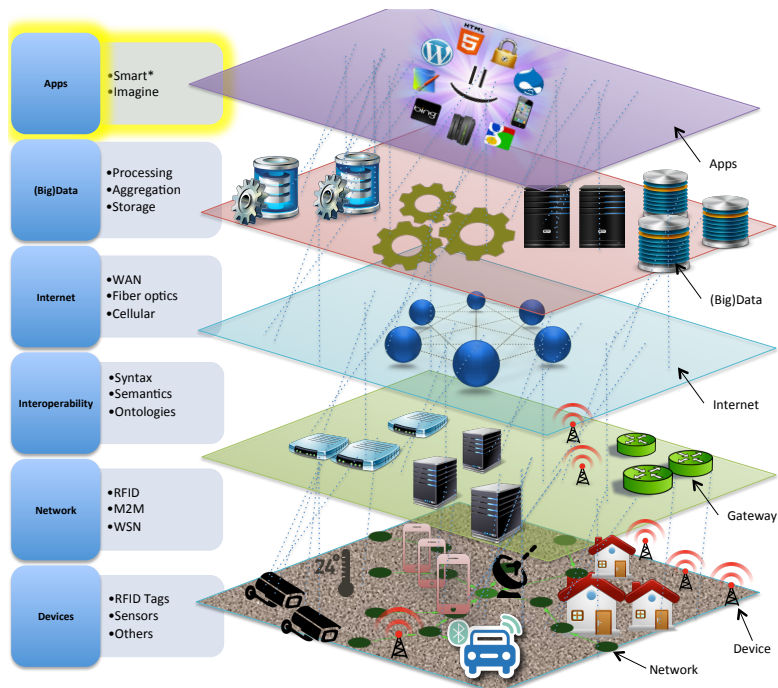 Apps
•Smart*
•Imagine
(Big)Data
•Processing
•Aggregation
•Storage
Internet
•WAN
•Fiber optics
•Cellular
Interoperability
•Syntax
•Semantics
•Ontologies
Network
•RFID
•M2M
•WSN
Devices
•RFID Tags
•Sensors
•Others
HTML
5
bing
24°
Apps
(Big)Data
Internet
Gateway
Device
Network